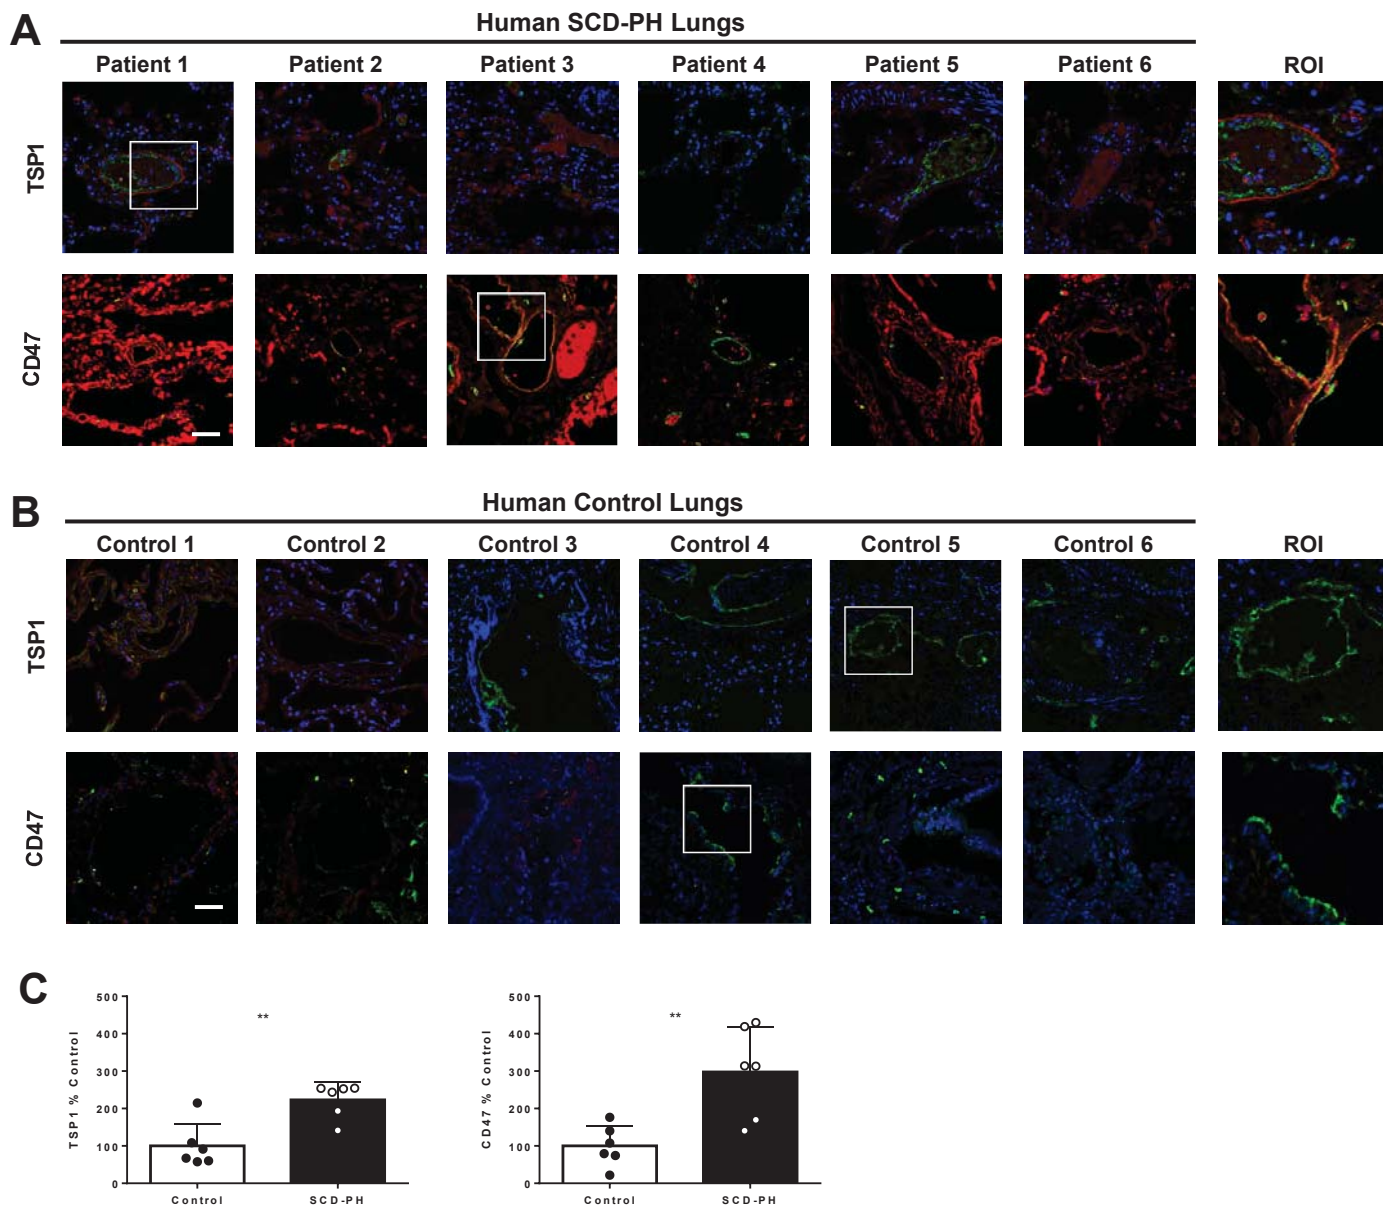 A
Human SCD-PH Lungs
Patient 1 Patient 2 Patient 3 Patient 4 Patient 5 Patient 6 ROI
TSP1
CD47
B
Human Control Lungs
Control 1 Control 2 Control 3 Control 4 Control 5 Control 6 ROI
TSP1
CD47
C
TSP1 % Control
500
400
300
200
100
0
**
Control SCD-PH
CD47 % Control
500
400
300
200
100
0
**
Control SCD-PH